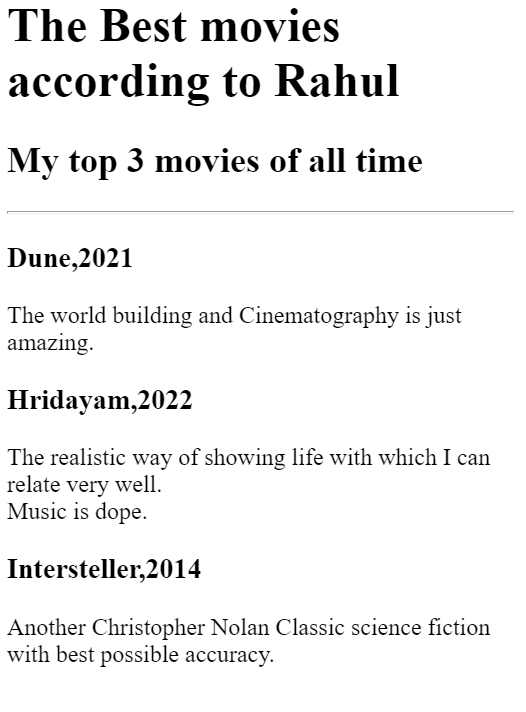 The Best movies
according to Rahul
My top 3 movies of all time
Dune,2021
The world building and Cinematography is just
amazing.
Hridayam,2022
The realistic way of showing life with which I can
relate very well.
Music is dope.
Intersteller,2014
Another Christopher Nolan Classic science fiction
with best possible accuracy.